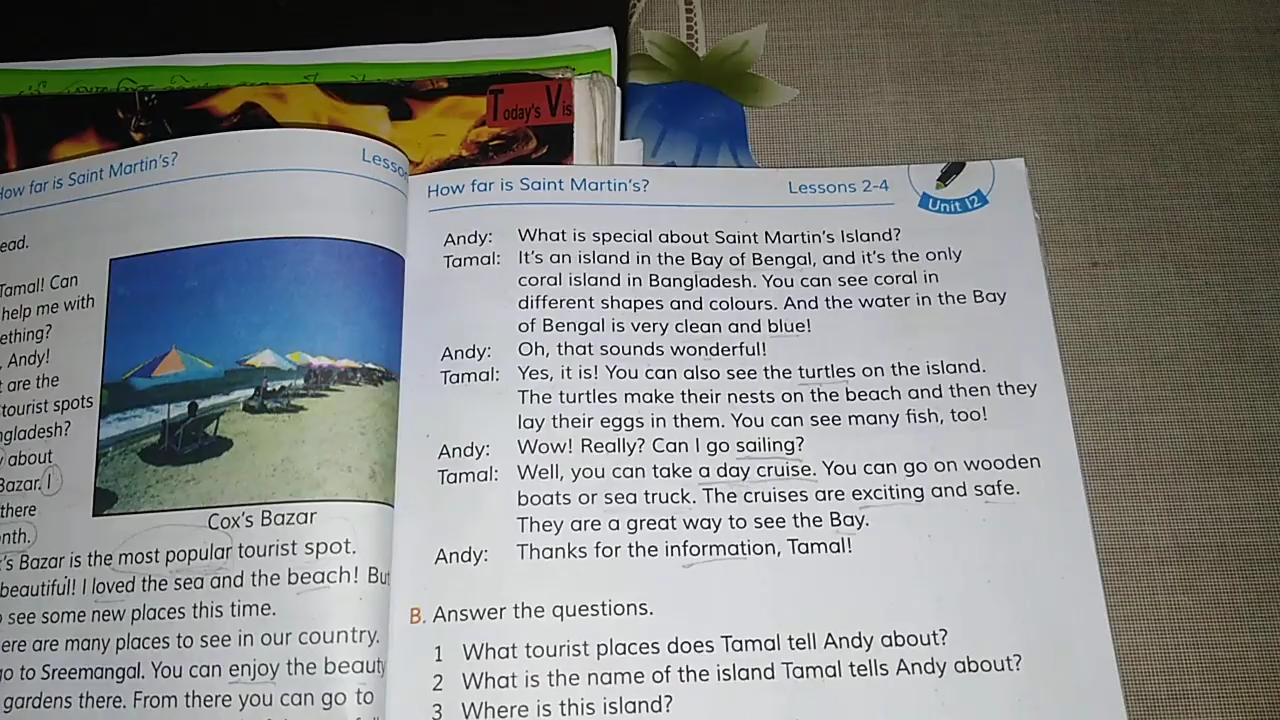 Today's Vis
How far is Saint Martin's?
Lesso
ead.
Tamal! Can
help me with
ething?
, Andy!
t are the
tourist spots
ngladesh?
about
Bazar. I
there
nth.
Cox's Bazar
's Bazar is the most popular tourist spot.
beautiful! I loved the sea and the beach! But
see some new places this time.
ere are many places to see in our country.
go to Sreemangal. You can enjoy the beauty
gardens there. From there you can go to
How far is Saint Martin's? Lessons 2-4
Unit 12
Andy: What is special about Saint Martin's Island?
Tamal: It's an island in the Bay of Bengal, and it's the only
coral island in Bangladesh. You can see coral in
different shapes and colours. And the water in the Bay
of Bengal is very clean and blue!
Andy: Oh, that sounds wonderful!
Tamal: Yes, it is! You can also see the turtles on the island.
The turtles make their nests on the beach and then they
lay their eggs in them. You can see many fish, too!
Andy: Wow! Really? Can I go sailing?
Tamal: Well, you can take a day cruise. You can go on wooden
boats or sea truck. The cruises are exciting and safe.
They are a great way to see the Bay.
Andy: Thanks for the information, Tamal!
B. Answer the questions.
1 What tourist places does Tamal tell Andy about?
2 What is the name of the island Tamal tells Andy about?
3 Where is this island?